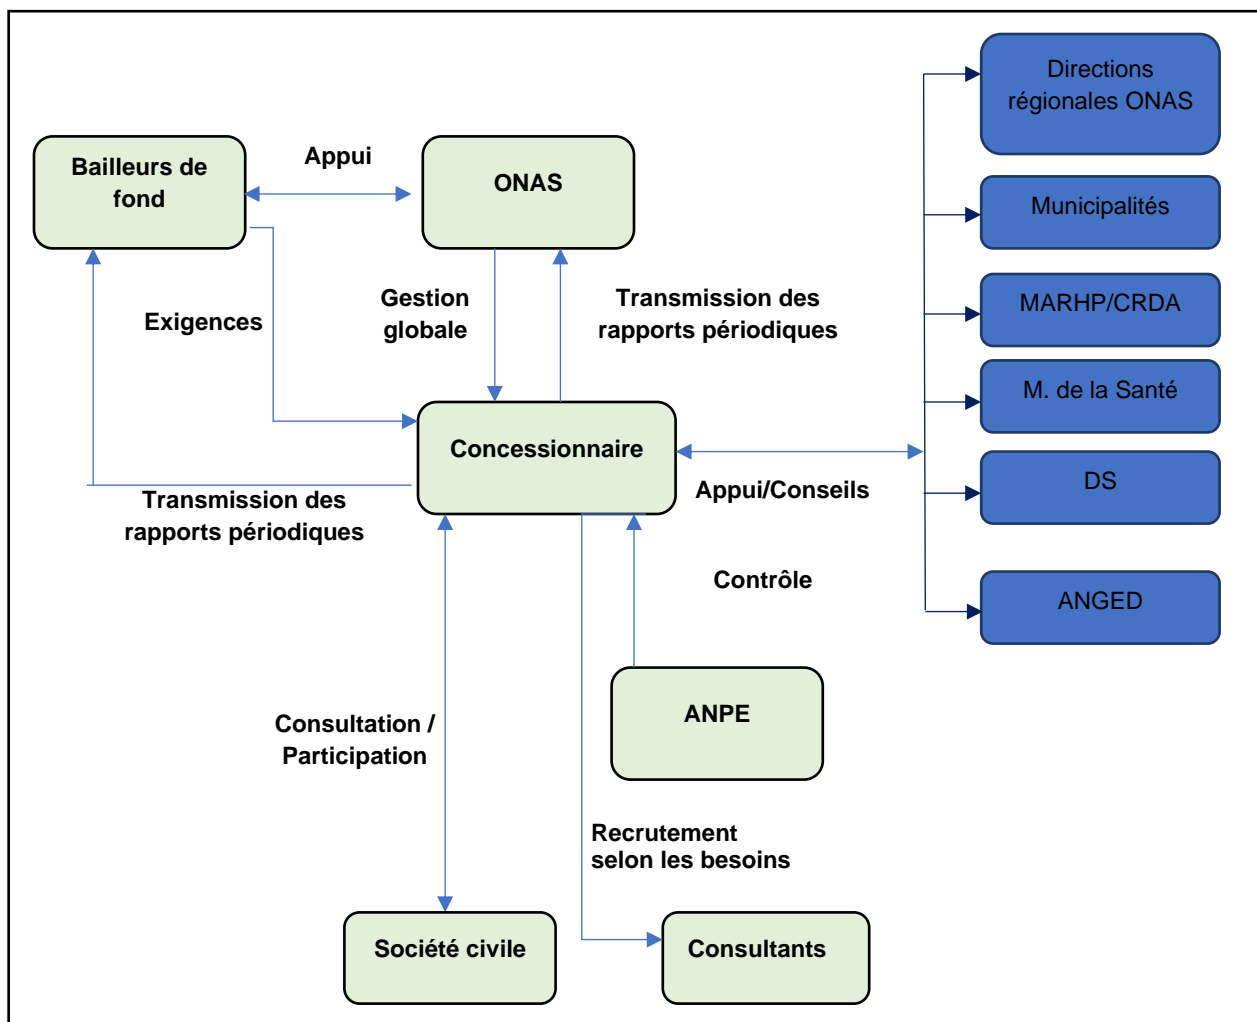 Directions
régionales ONAS
Bailleurs de
fond
Appui
ONAS
Municipalités
Exigences
Gestion
globale
Transmission des
rapports périodiques
MARHP/CRDA
M. de la Santé
Concessionnaire
Appui/Conseils
DS
Transmission des
rapports périodiques
Contrôle
ANGED
ANPE
Consultation /
Participation
Recrutement
selon les besoins
Société civile
Consultants